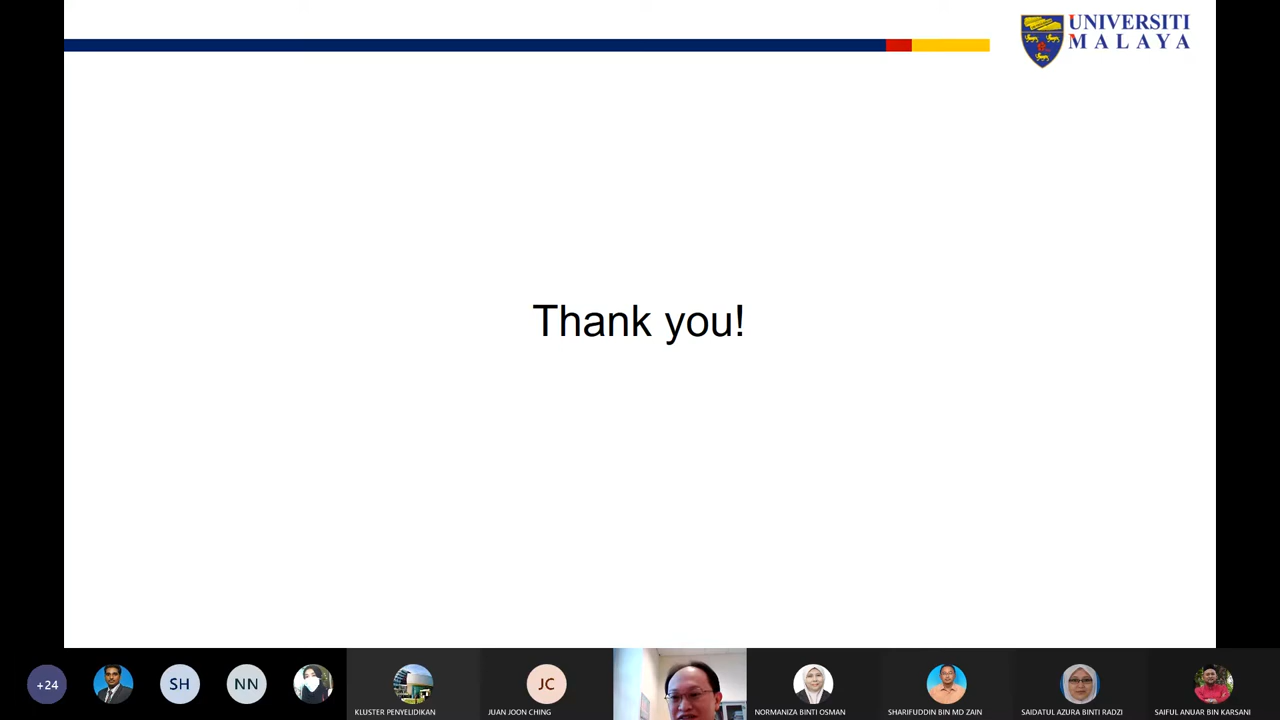 UNIVERSITI
MALAYA
Thank you!
+24
SH
NN
JC
KLUSTER PENYELIDIKAN
JUAN JOON CHING
NORMANIZA BINTI OSMAN
SHARIFUDDIN BIN MD ZAIN
SAIDATUL AZURA BINTI RADZI
SAIFUL ANUAR BIN KARSANI